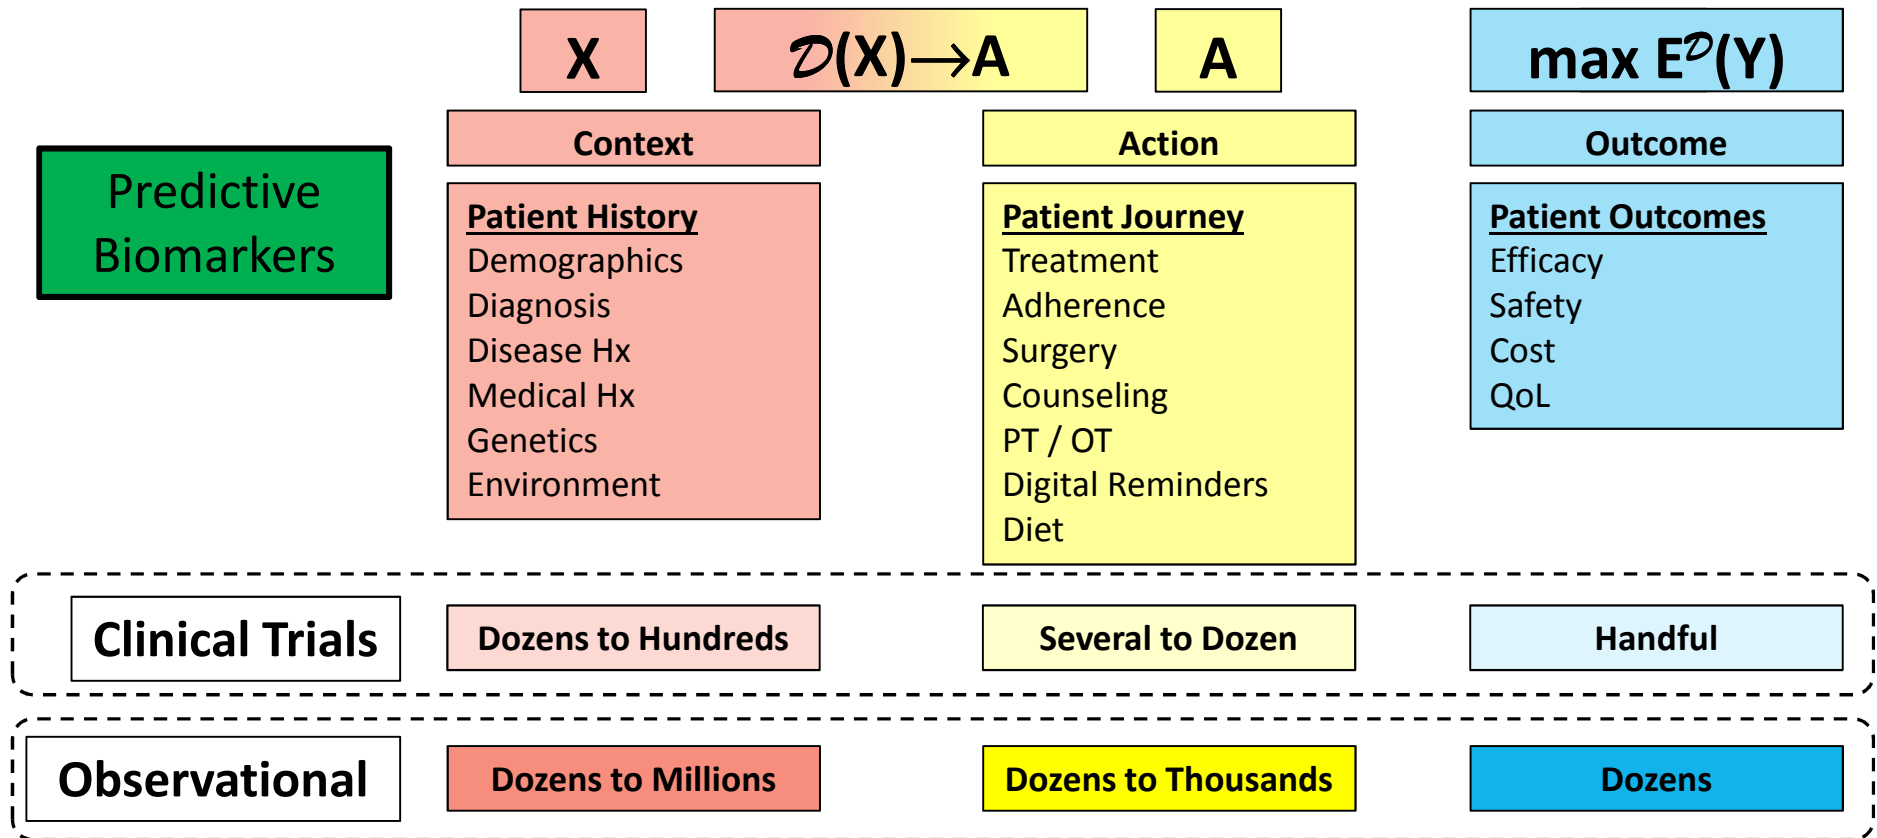 X
𝒟(X)→A
A
max E^𝒟(Y)
Context
Action
Outcome
Predictive
Biomarkers
Patient History
Demographics
Diagnosis
Disease Hx
Medical Hx
Genetics
Environment
Patient Journey
Treatment
Adherence
Surgery
Counseling
PT / OT
Digital Reminders
Diet
Patient Outcomes
Efficacy
Safety
Cost
QoL
Clinical Trials
Dozens to Hundreds
Several to Dozen
Handful
Observational
Dozens to Millions
Dozens to Thousands
Dozens